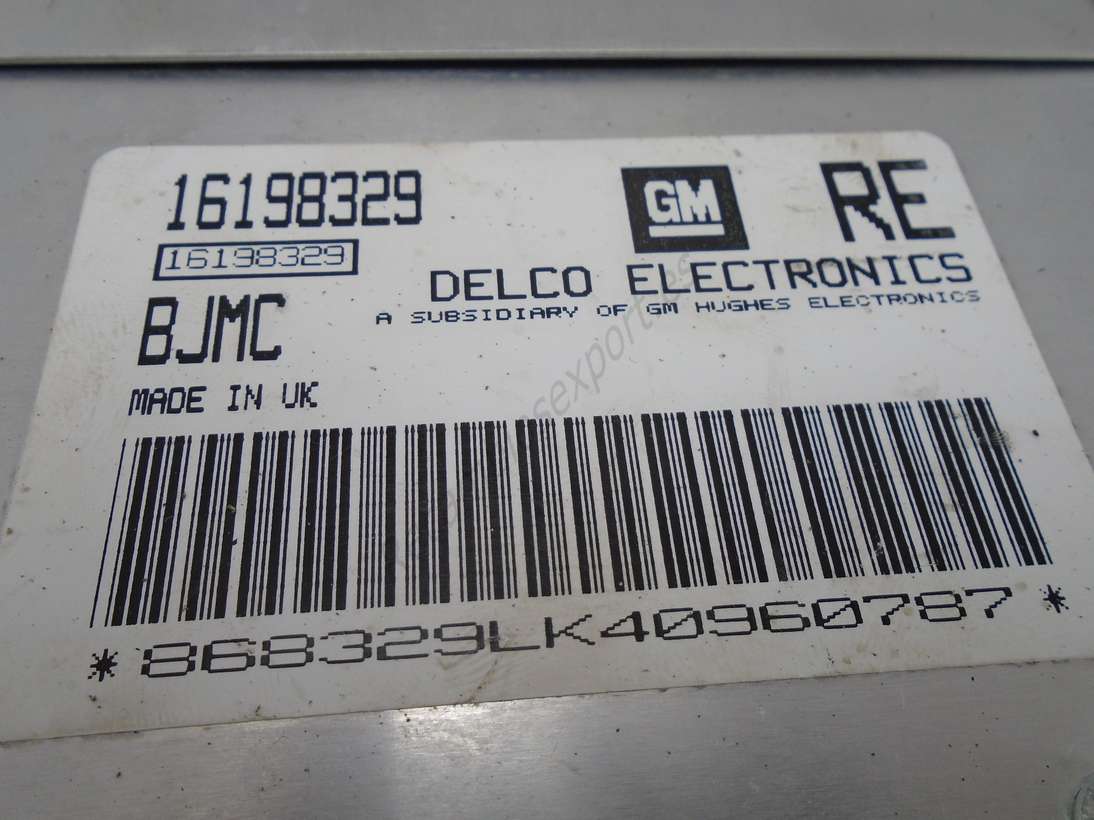 16198329
GM
RE
16198329
DELCO ELECTRONICS
A SUBSIDIARY OF GM HUGHES ELECTRONICS
BJMC
MADE IN UK
*868329LK40960787*